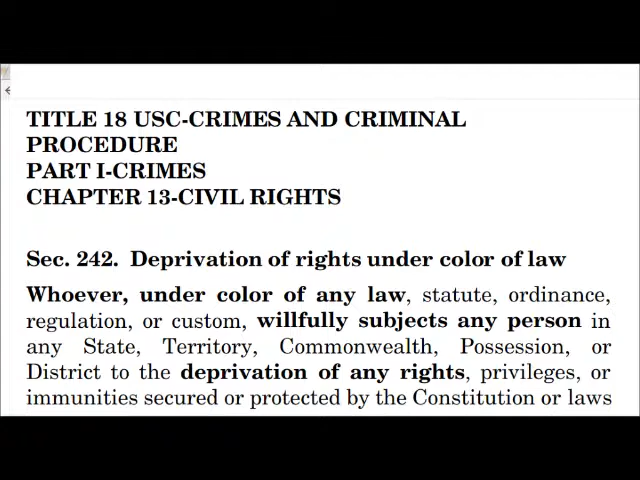 TITLE 18 USC-CRIMES AND CRIMINAL
PROCEDURE
PART I-CRIMES
CHAPTER 13-CIVIL RIGHTS
Sec. 242. Deprivation of rights under color of law
Whoever, under color of any law, statute, ordinance,
regulation, or custom, willfully subjects any person in
any State, Territory, Commonwealth, Possession, or
District to the deprivation of any rights, privileges, or
immunities secured or protected by the Constitution or laws